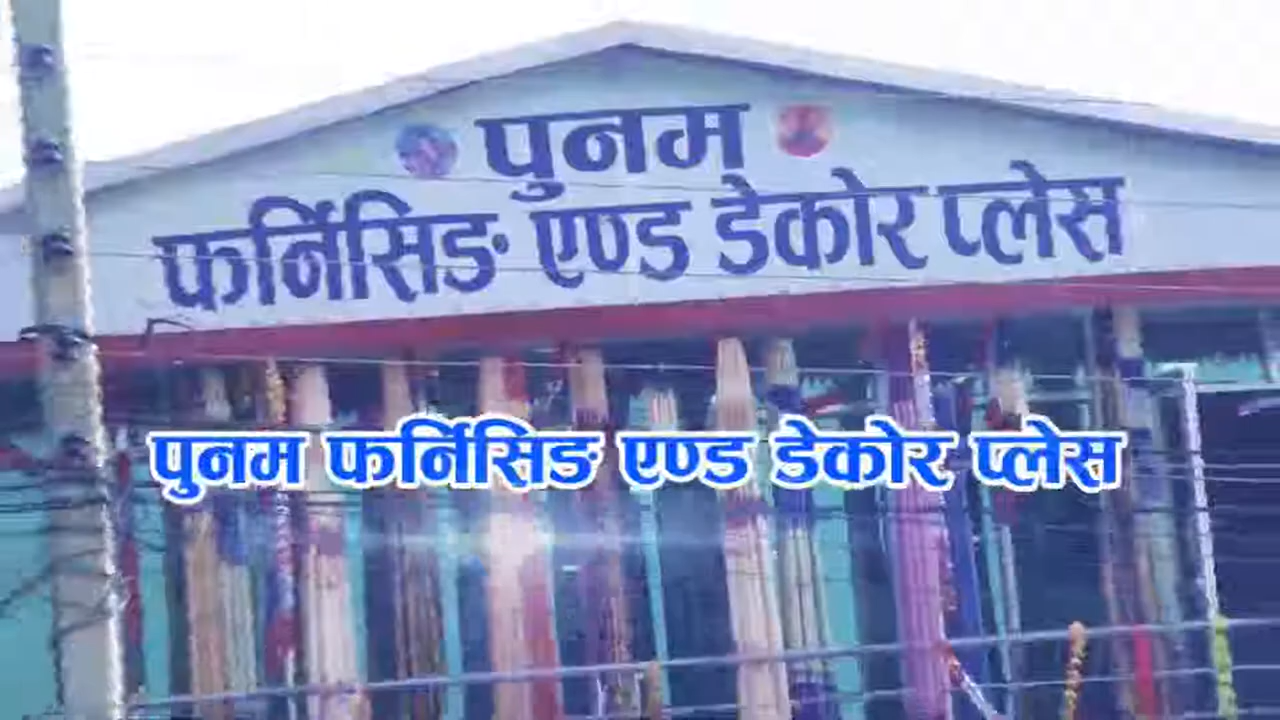 पुनम
फर्निसिङ एण्ड डेकोर प्लेस
पुनम फर्निसिङ एण्ड डेकोर प्लेस